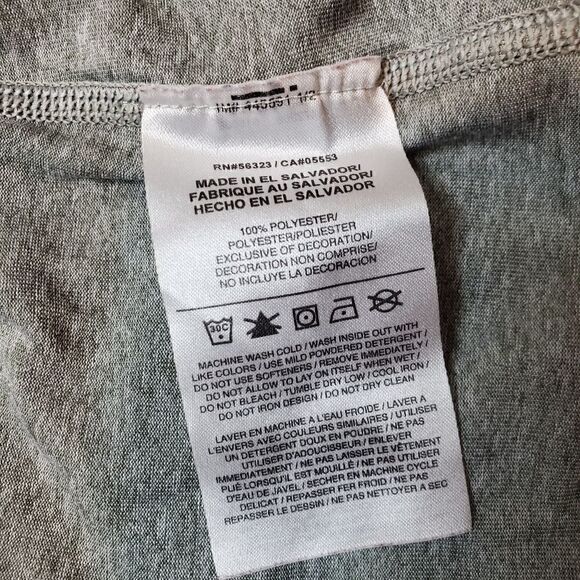 RN#56323 / CA#05553
MADE IN EL SALVADOR/
FABRIQUE AU SALVADOR/
HECHO EN EL SALVADOR
100% POLYESTER/
POLYESTER/POLIESTER
EXCLUSIVE OF DECORATION/
DECORATION NON COMPRISE/
NO INCLUYE LA DECORACION
30C
MACHINE WASH COLD / WASH INSIDE OUT WITH
LIKE COLORS / USE MILD POWDERED DETERGENT/
DO NOT USE SOFTENERS / REMOVE IMMEDIATELY /
DO NOT ALLOW TO LAY ON ITSELF WHEN WET /
DO NOT BLEACH / TUMBLE DRY LOW / COOL IRON /
DO NOT IRON DESIGN / DO NOT DRY CLEAN
LAVER EN MACHINE À L'EAU FROIDE / LAVER A
L'ENVERS AVEC COULEURS SIMILAIRES / UTILISER
UN DETERGENT DOUX EN POUDRE / NE PAS
UTILISER D'ADOUCISSEUR/ ENLEVER
IMMEDIATEMENT / NE PAS LAISSER LE VÊTEMENT
PLIÉ LORSQU'IL EST MOUILLÉ / NE PAS UTILISER
D'EAU DE JAVEL / SÉCHER EN MACHINE CYCLE
DELICAT / REPASSER FER FROID / NE PAS
REPASSER LE DESSIN / NE PAS NETTOYER A SEC